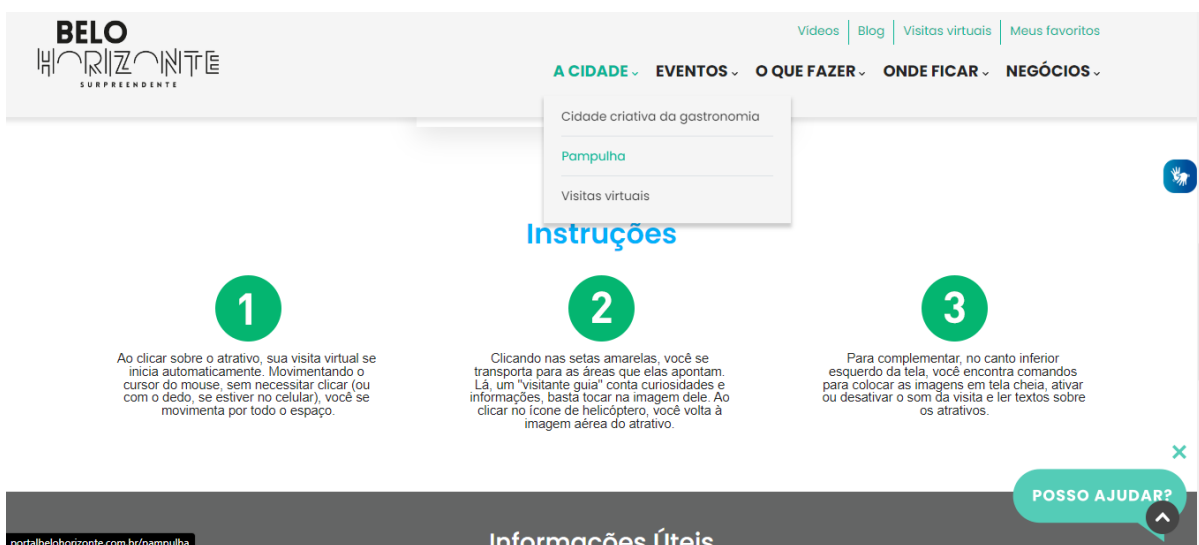 BELO
HORIZONTE
SURPREENDENTE
Videos Blog Visitas virtuais Meus favoritos
A CIDADE EVENTOS O QUE FAZER ONDE FICAR NEGÓCIOS
Cidade criativa da gastronomia
Pampulha
Visitas virtuais
Instruções
1
Ao clicar sobre o atrativo, sua visita virtual se
inicia automaticamente. Movimentando o
cursor do mouse, sem necessitar clicar (ou
com o dedo, se estiver no celular), você se
movimenta por todo o espaço.
2
Clicando nas setas amarelas, você se
transporta para as áreas que elas apontam.
Lá, um "visitante guia" conta curiosidades e
informações, basta tocar na imagem dele. Ao
clicar no ícone de helicóptero, você volta à
imagem aérea do atrativo.
3
Para complementar, no canto inferior
esquerdo da tela, você encontra comandos
para colocar as imagens em tela cheia, ativar
ou desativar o som da visita e ler textos sobre
os atrativos.
POSSO AJUDAR?
Informações Úteis
portalbelohorizonte.com.br/pampulha